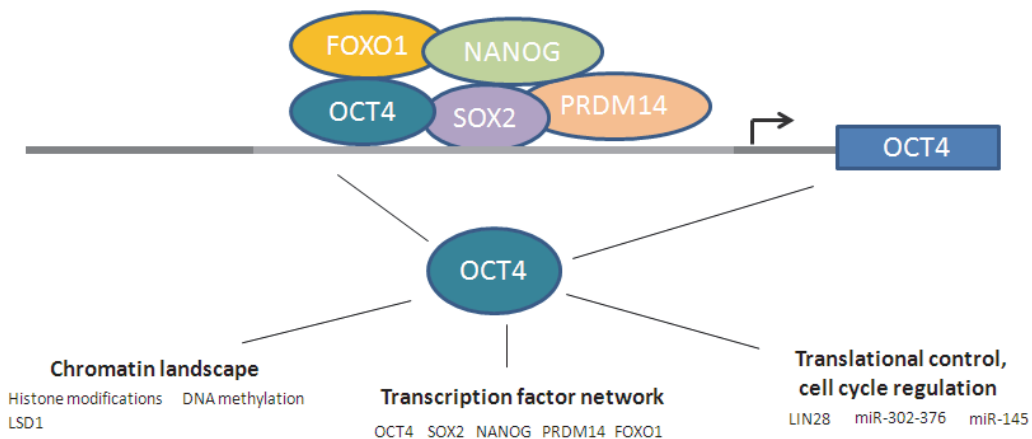 FOXO1
NANOG
OCT4
SOX2
PRDM14
OCT4
OCT4
Chromatin landscape
Histone modifications DNA methylation
LSD1
Transcription factor network
OCT4 SOX2 NANOG PRDM14 FOXO1
Translational control,
cell cycle regulation
LIN28 miR-302-376 miR-145